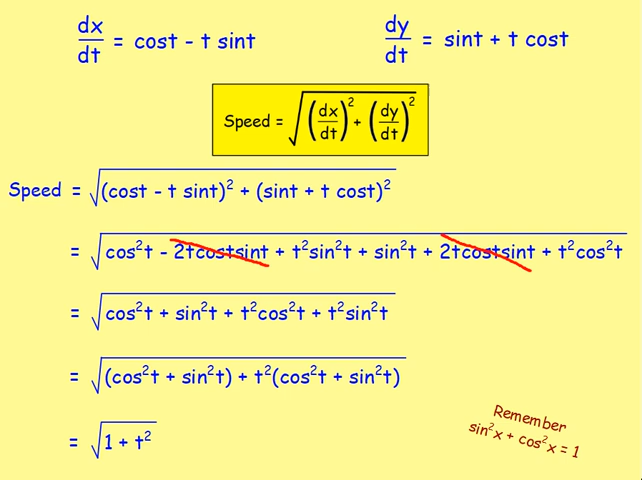 dx/dt = cost - t sint
dy/dt = sint + t cost
Speed = √((dx/dt)² + (dy/dt)²)
Speed = √((cost - t sint)² + (sint + t cost)²)
= √(cos²t - 2tcostsint + t²sin²t + sin²t + 2tcostsint + t²cos²t)
= √(cos²t + sin²t + t²cos²t + t²sin²t)
= √((cos²t + sin²t) + t²(cos²t + sin²t))
= √(1 + t²)
Remember
sin²x + cos²x = 1